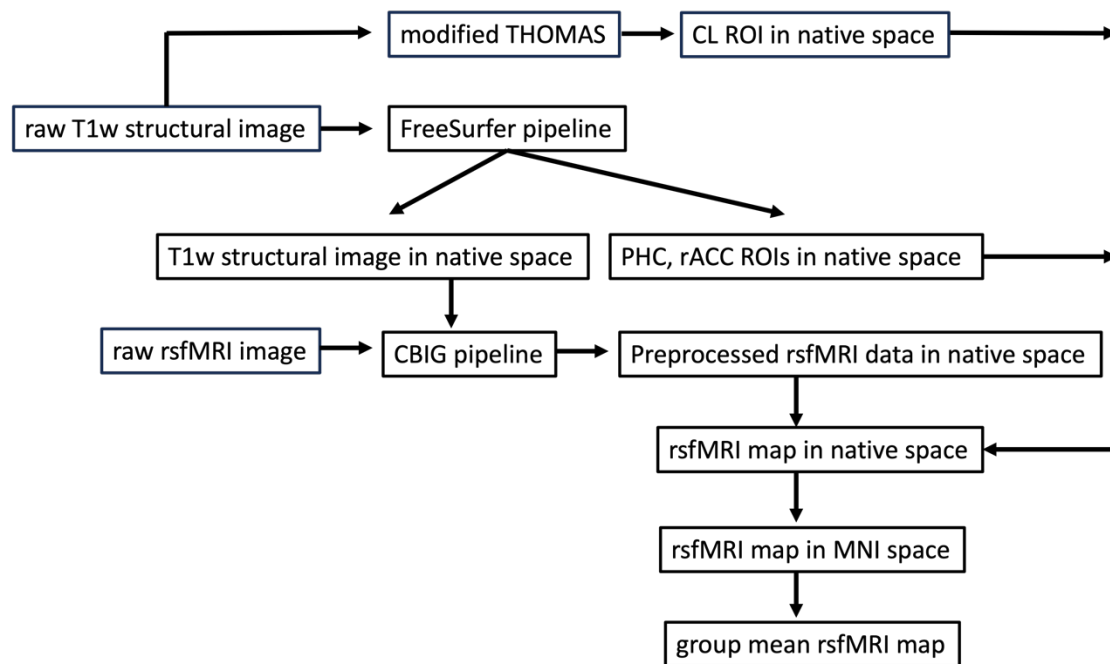 modified THOMAS
CL ROI in native space
raw T1w structural image
FreeSurfer pipeline
T1w structural image in native space
PHC, rACC ROIs in native space
raw rsfMRI image
CBIG pipeline
Preprocessed rsfMRI data in native space
rsfMRI map in native space
rsfMRI map in MNI space
group mean rsfMRI map